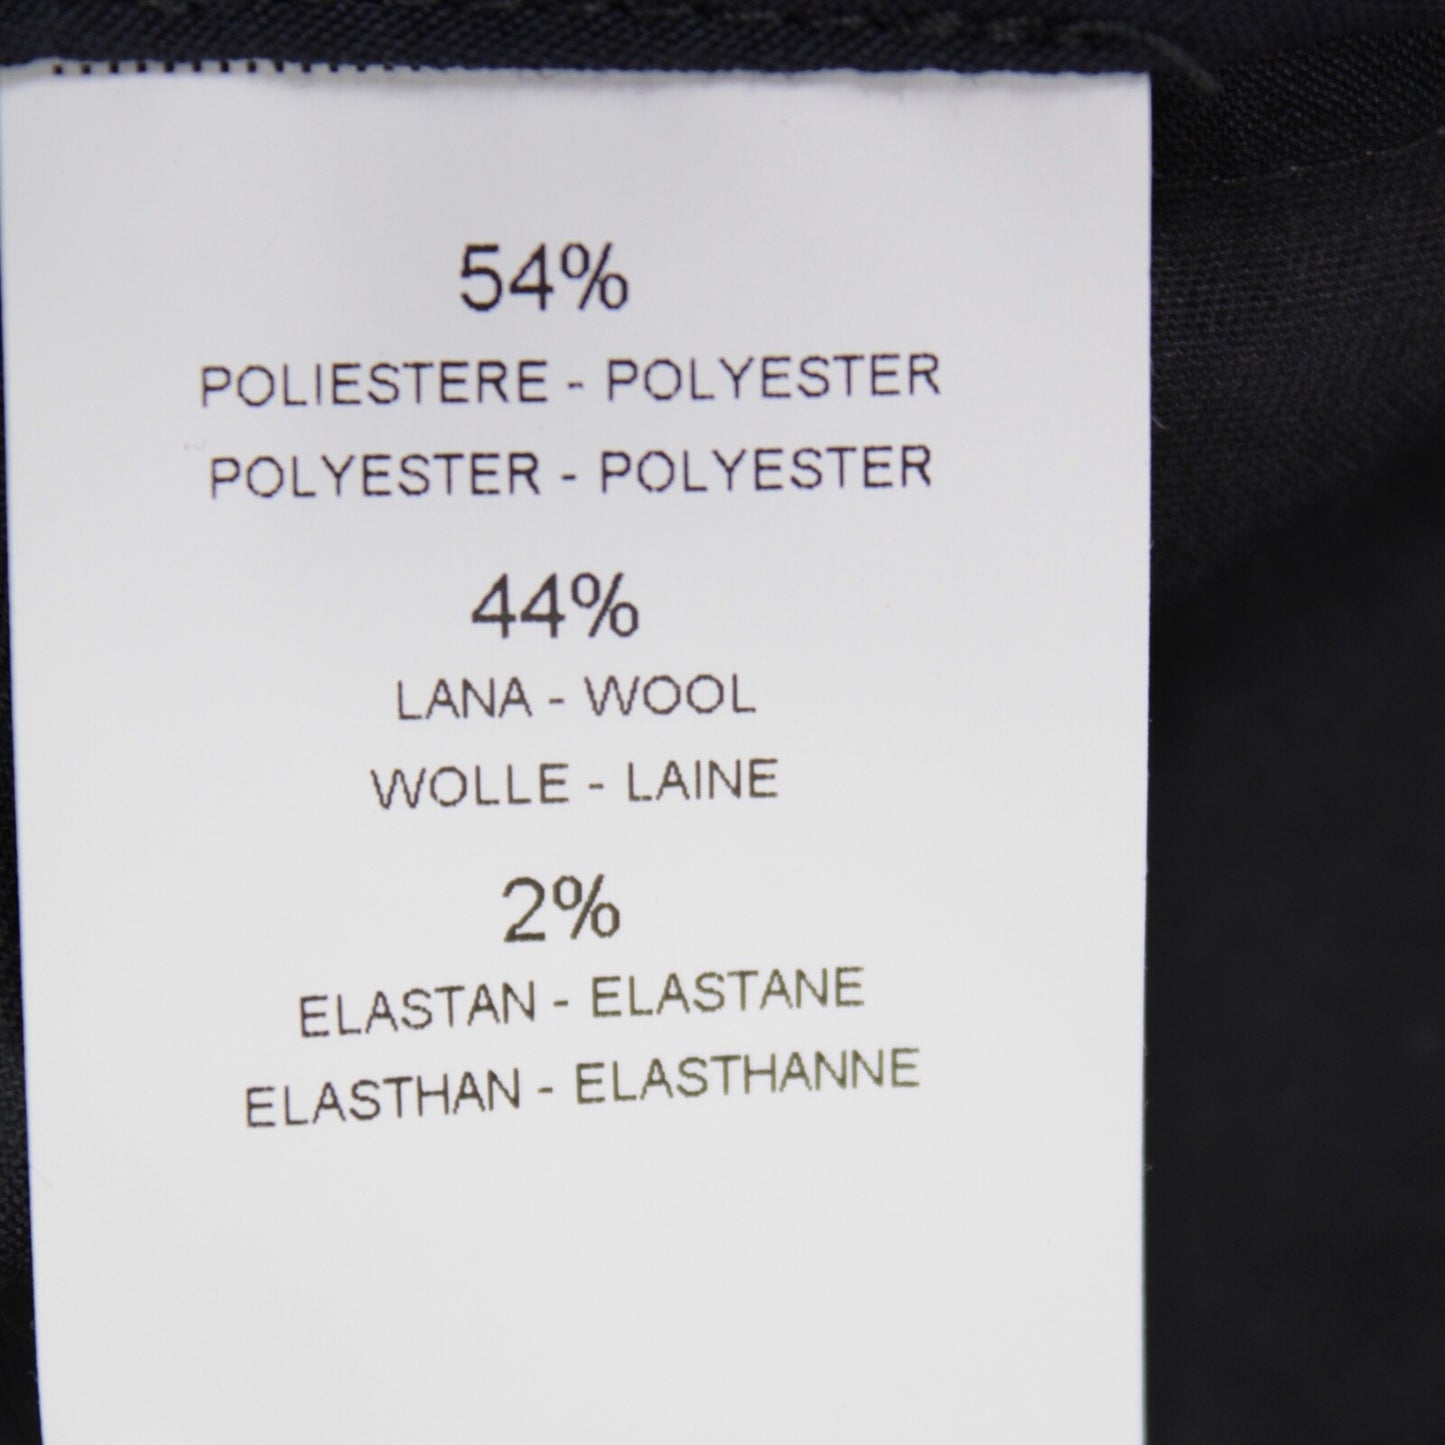 54%
POLIESTERE - POLYESTER
POLYESTER - POLYESTER
44%
LANA - WOOL
WOLLE - LAINE
2%
ELASTAN - ELASTANE
ELASTHAN - ELASTHANNE